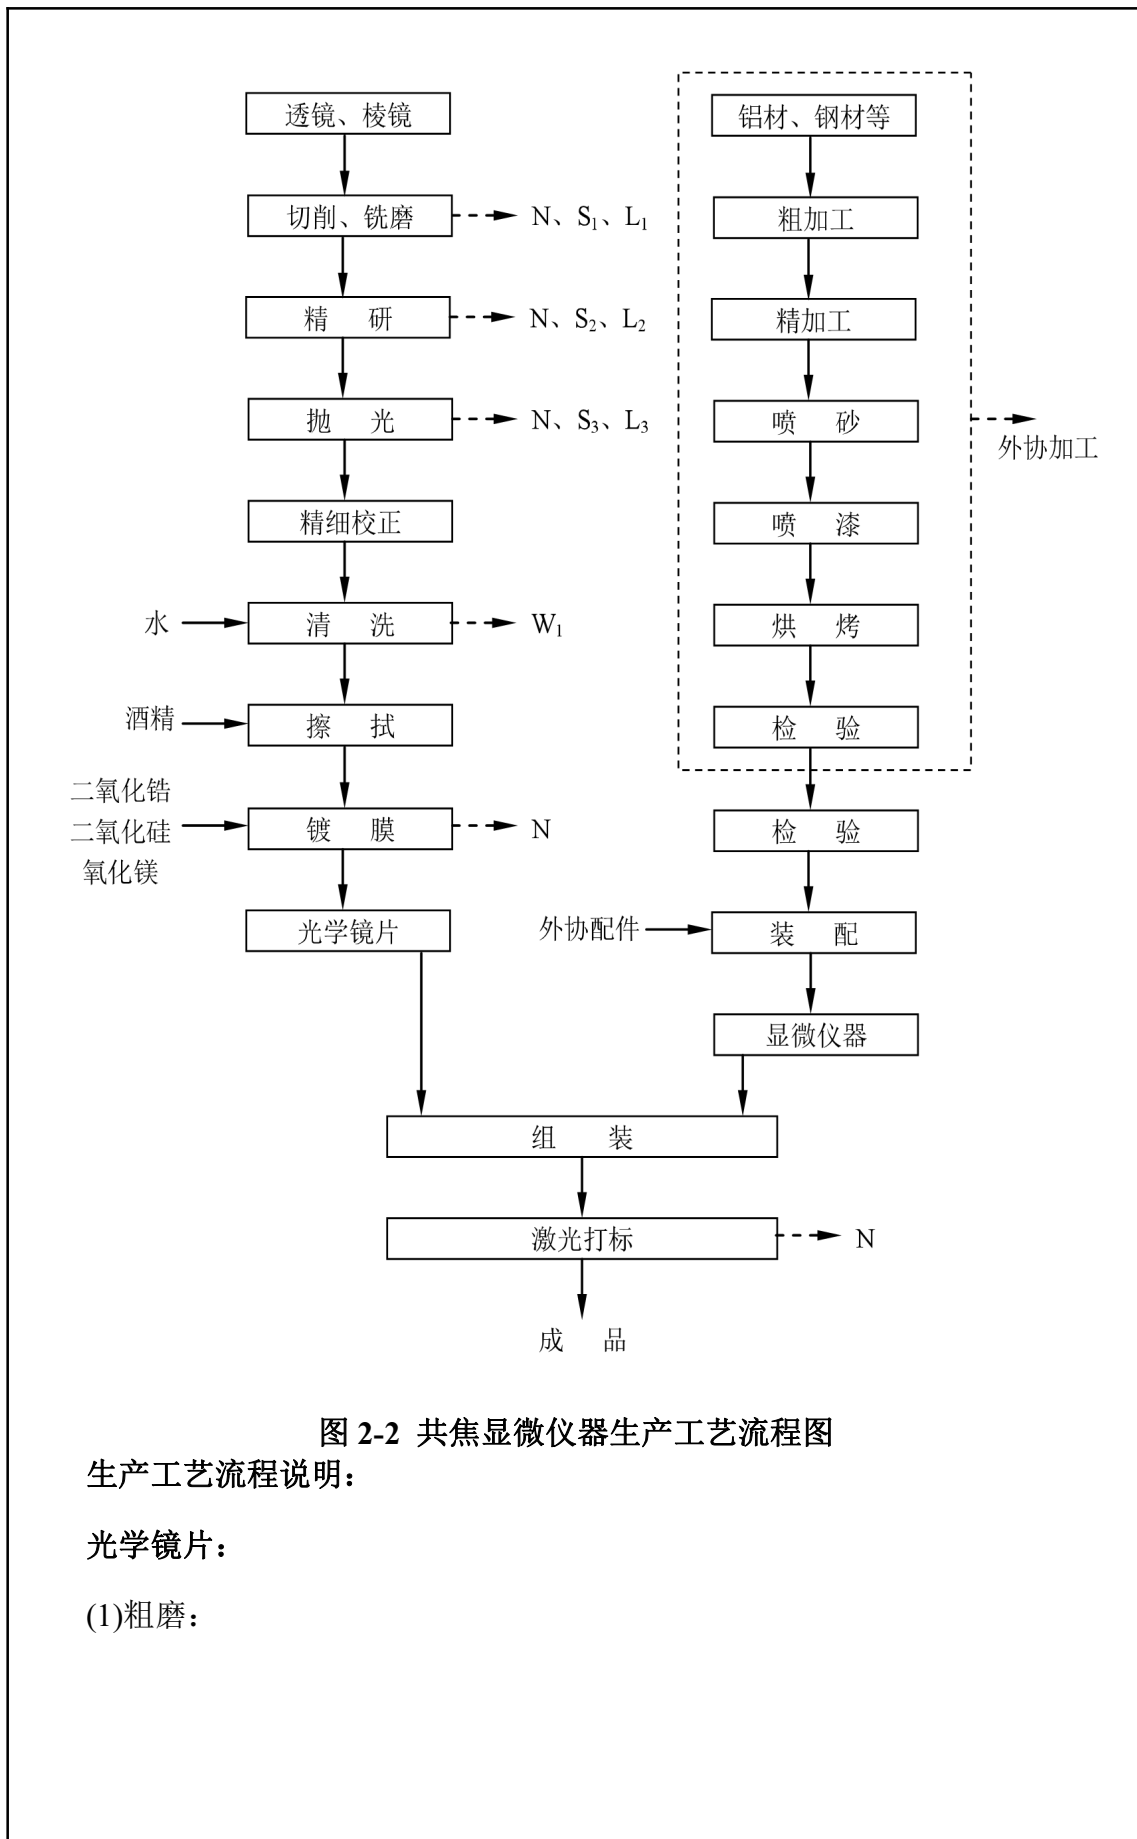 透镜、棱镜
切削、铣磨
N、S₁、L₁
精 研
N、S₂、L₂
抛 光
N、S₃、L₃
精细校正
水
清 洗
W₁
酒精
擦 拭
二氧化锆
二氧化硅
氧化镁
镀 膜
N
光学镜片
铝材、钢材等
粗加工
精加工
喷 砂
喷 漆
烘 烤
检 验
外协加工
检 验
外协配件
装 配
显微仪器
组 装
激光打标
N
成 品
图 2-2 共焦显微仪器生产工艺流程图
生产工艺流程说明：
光学镜片：
(1)粗磨：